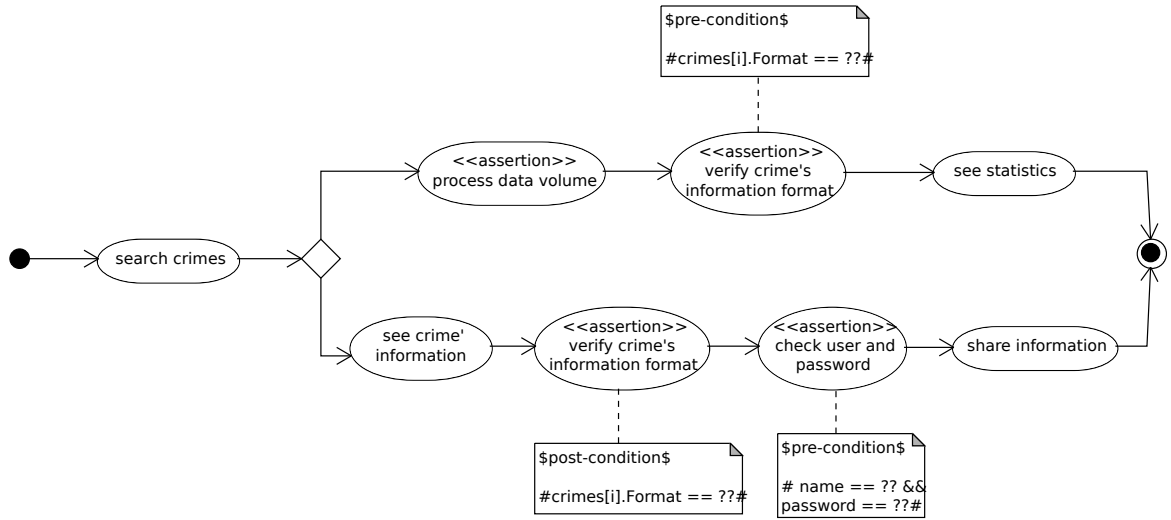 $pre-condition$
#crimes[i].Format == ??#
<<assertion>>
process data volume
<<assertion>>
verify crime's
information format
see statistics
search crimes
see crime'
information
<<assertion>>
verify crime's
information format
<<assertion>>
check user and
password
share information
$post-condition$
#crimes[i].Format == ??#
$pre-condition$
# name == ?? &&
password == ??#